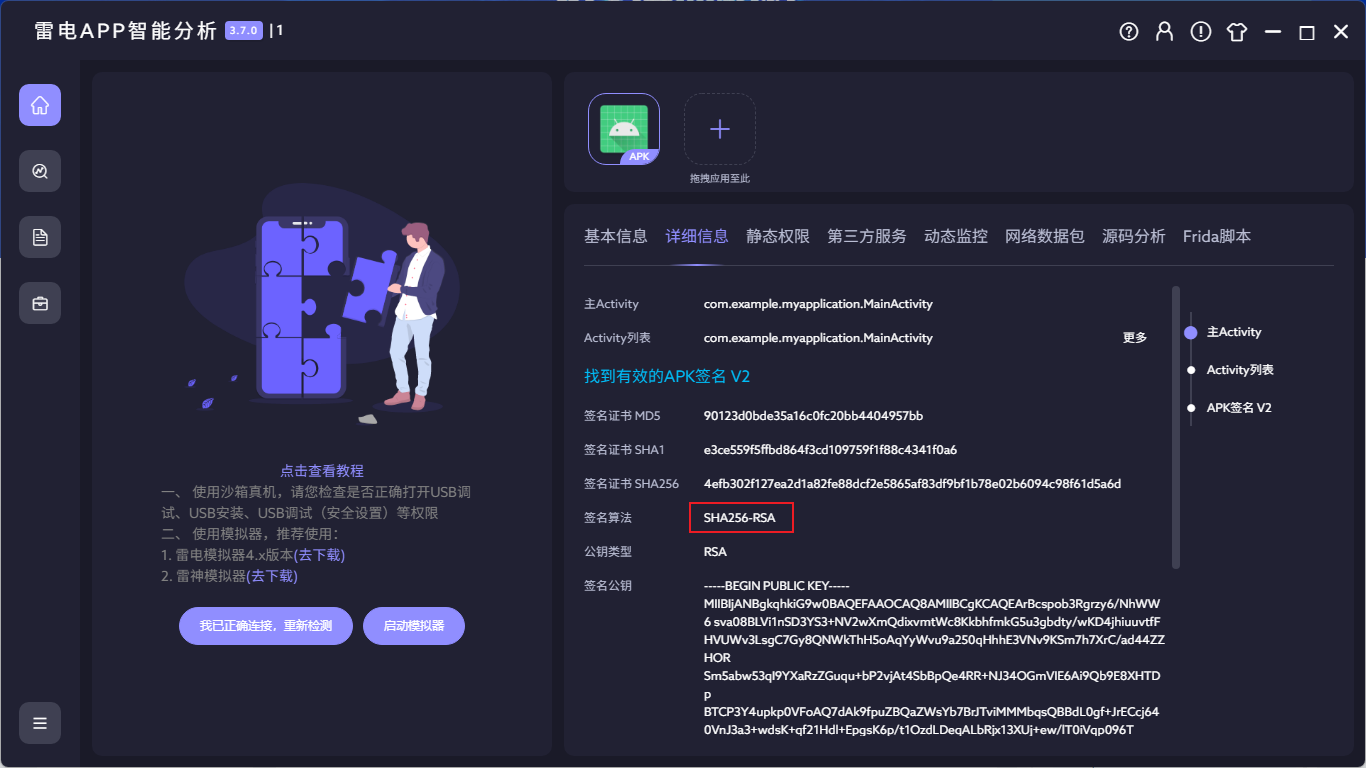 雷电APP智能分析 3.7.0 | 1
APK
拖拽应用至此
基本信息 详细信息 静态权限 第三方服务 动态监控 网络数据包 源码分析 Frida脚本
主Activity com.example.myapplication.MainActivity
Activity列表 com.example.myapplication.MainActivity 更多
找到有效的APK签名 V2
签名证书 MD5 90123d0bde35a16c0fc20bb4404957bb
签名证书 SHA1 e3ce559f5ffbd864f3cd109759f1f88c4341f0a6
签名证书 SHA256 4efb302f127ea2d1a82fe88dcf2e5865af83df9bf1b78e02b6094c98f61d5a6d
签名算法 SHA256-RSA
公钥类型 RSA
签名公钥 -----BEGIN PUBLIC KEY-----
MIIBIjANBgkqhkiG9w0BAQEFAAOCAQ8AMIIBCgKCAQEArBcspob3Rgrzy6/NhWW
6 sva08BLVi1nSD3YS3+NV2wXmQdixvmtWc8Kkbhfmk​G5u3gbdty/wKD4jhiuuvtfF
HVUWv3LsgC7Gy8QNWkThH5oAqYyWvu9a250qHhhE3VNv9KSm7h7XrC/ad44ZZ
HOR
Sm5abw53qI9YXaRzZGuqu+bP2vjAt4SbBpQe4RR+NJ34OGmVlE6Ai9Qb9E8XHTD
p
BTCP3Y4upkp0VFoAQ7dAk9fpuZBQaZWsYb7BrJTviMMMbqsQBBdL0gf+JrECcj64
0VnJ3a3+wdsK+qf21Hdl+EpgsK6p/t1OzdLDeqALbRjx13XUj+ew/lT0iVqp096T
主Activity
Activity列表
APK签名 V2
点击查看教程
一、 使用沙箱真机，请您检查是否正确打开USB调
试、USB安装、USB调试（安全设置）等权限
二、 使用模拟器，推荐使用：
1. 雷电模拟器4.x版本(去下载)
2. 雷神模拟器(去下载)
我已正确连接，重新检测 启动模拟器